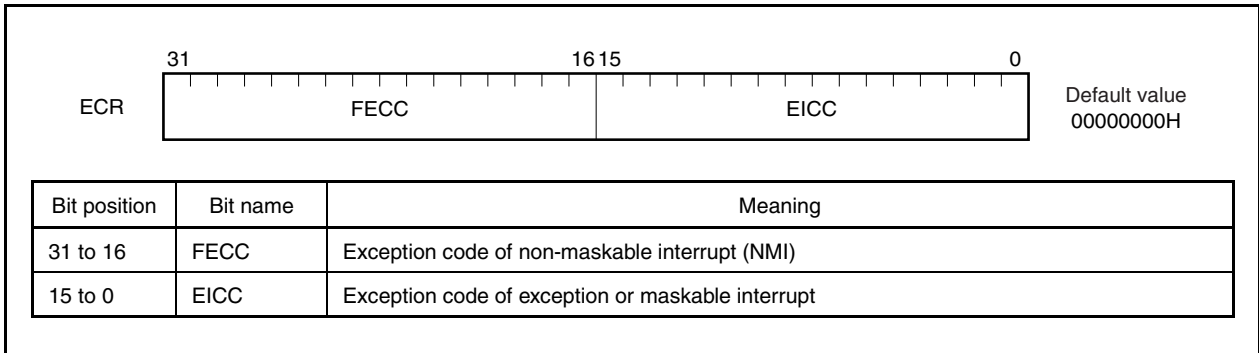 31 16 15 0
ECR FECC EICC Default value
00000000H
Bit position Bit name Meaning
31 to 16 FECC Exception code of non-maskable interrupt (NMI)
15 to 0 EICC Exception code of exception or maskable interrupt